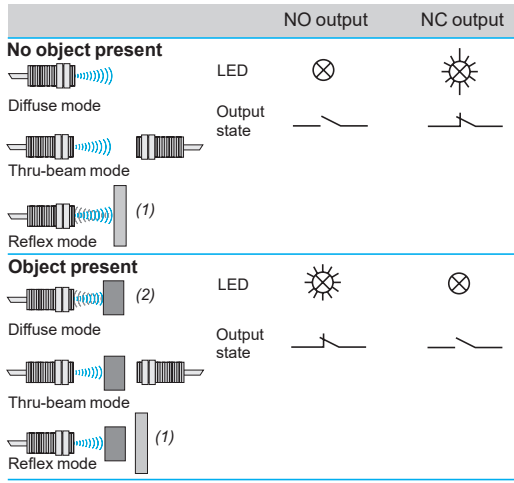 NO output NC output
No object present
LED
Diffuse mode
Output
state
Thru-beam mode
(1)
Reflex mode
Object present
(2)
LED
Diffuse mode
Output
state
Thru-beam mode
(1)
Reflex mode